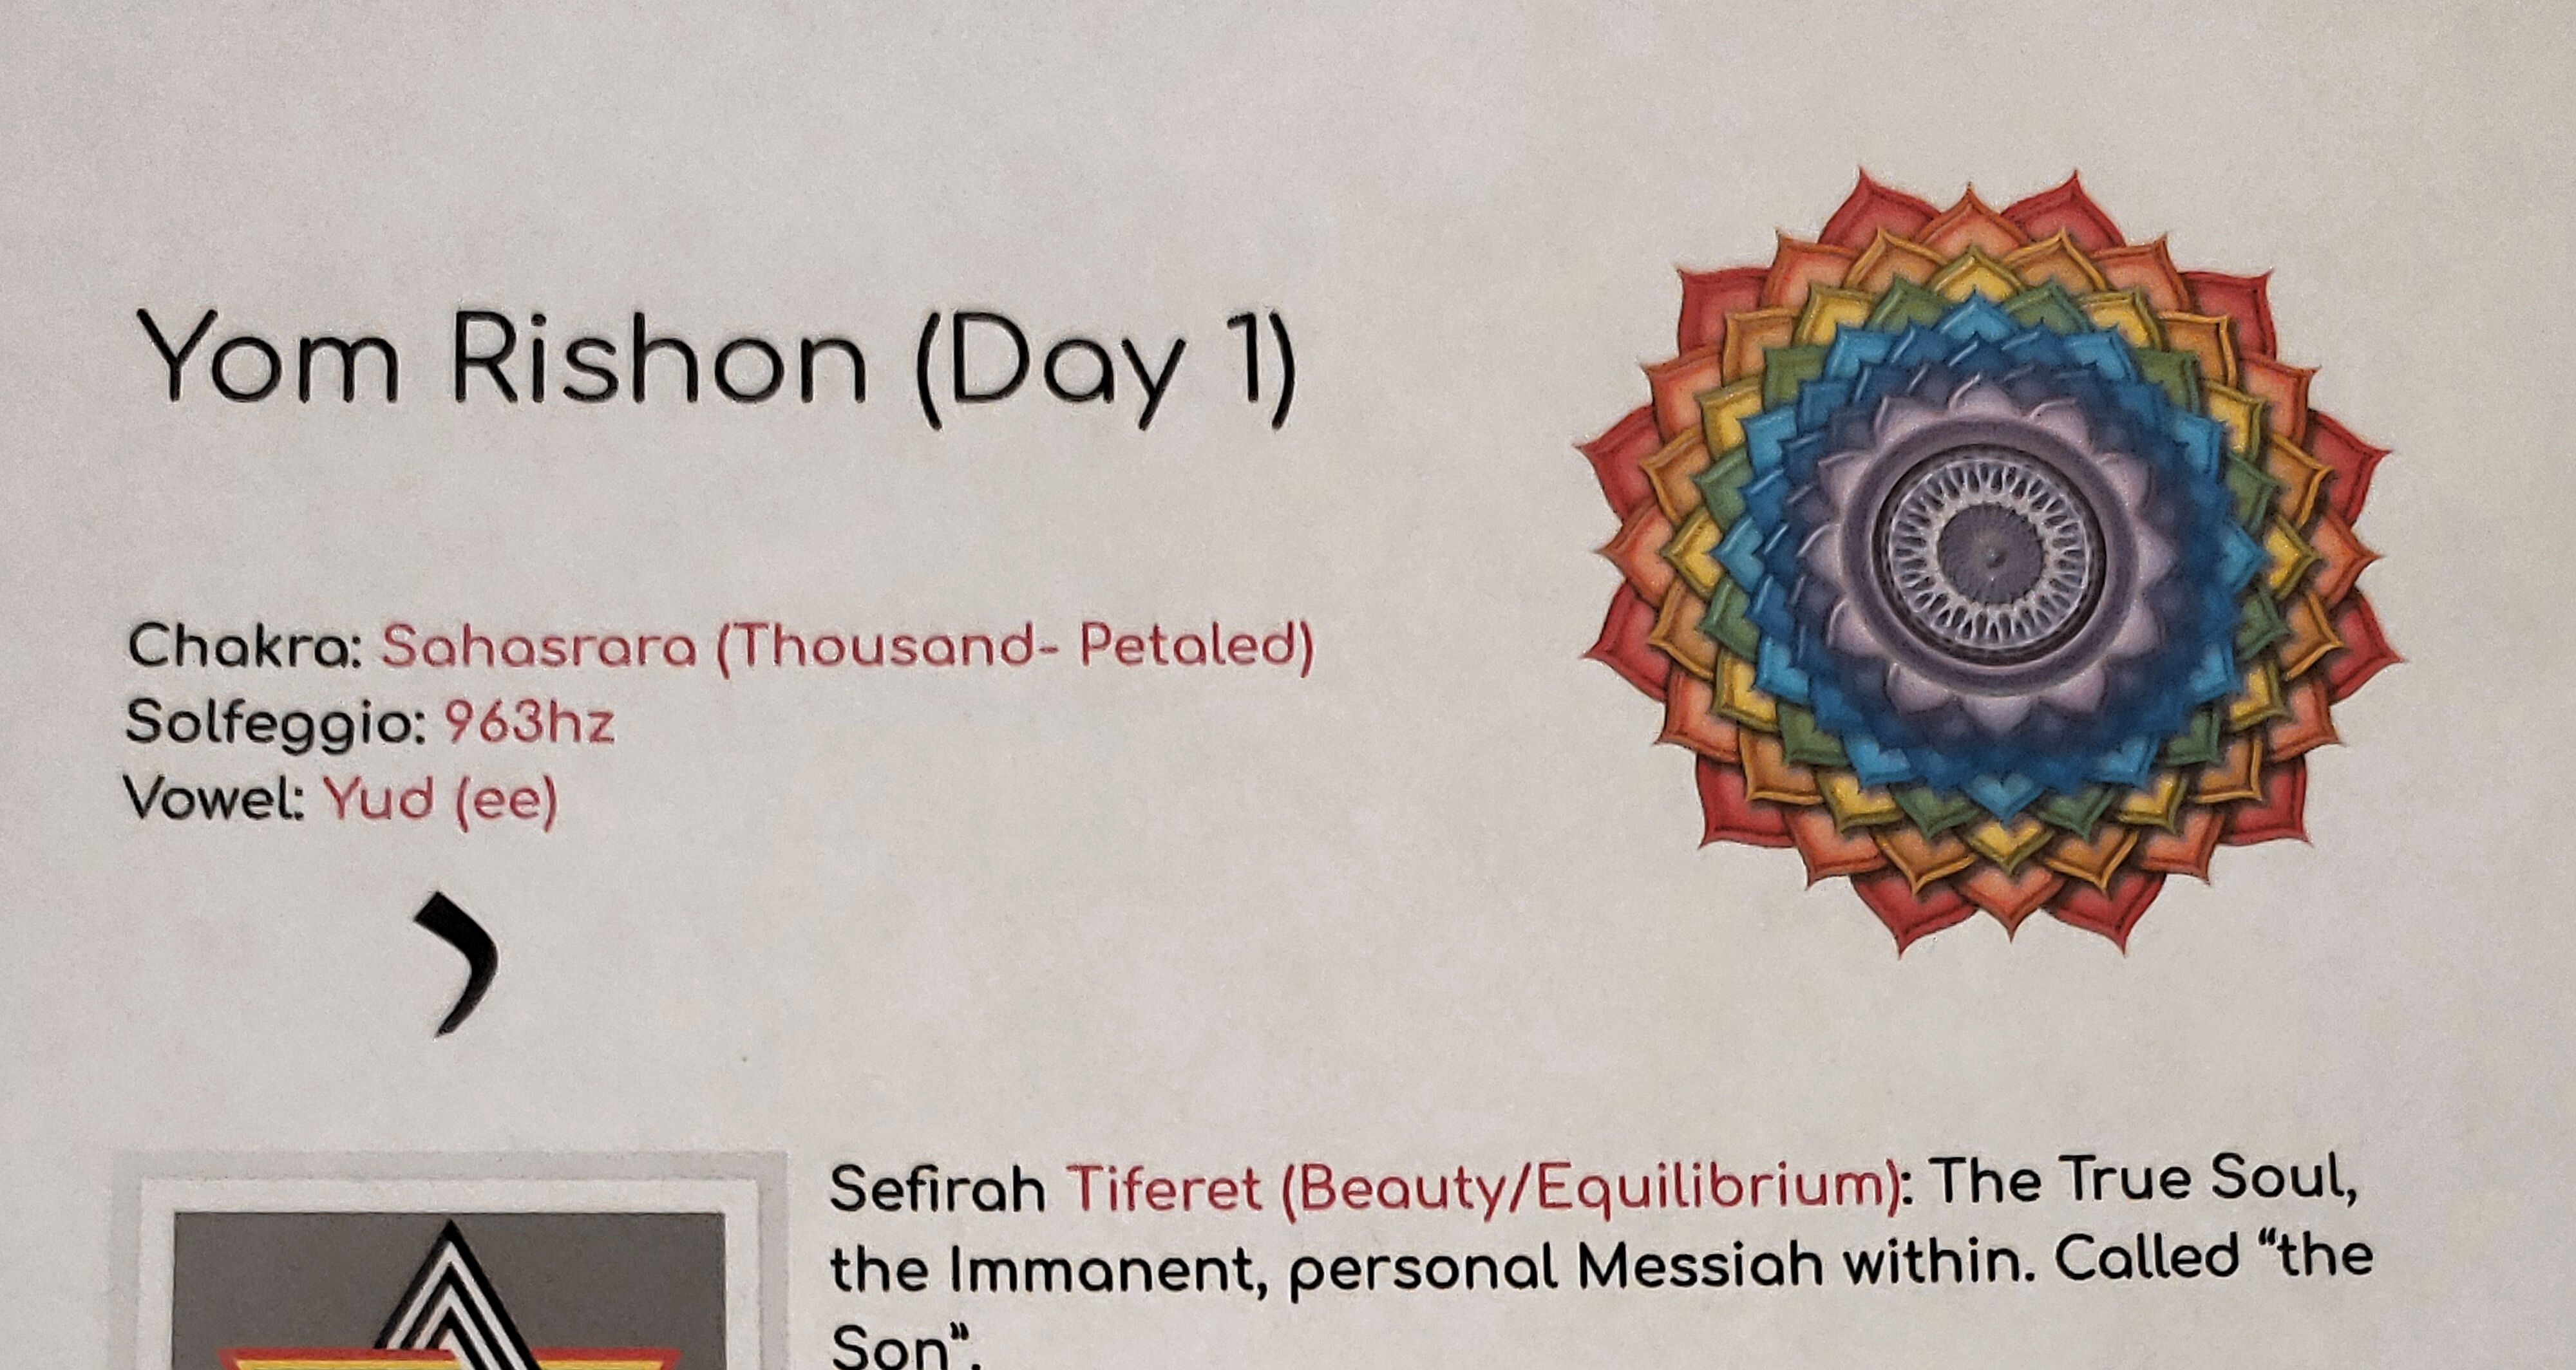 Yom Rishon (Day 1)
Chakra: Sahasrara (Thousand- Petaled)
Solfeggio: 963hz
Vowel: Yud (ee)
י
Sefirah Tiferet (Beauty/Equilibrium): The True Soul,
the Immanent, personal Messiah within. Called “the
Son”.